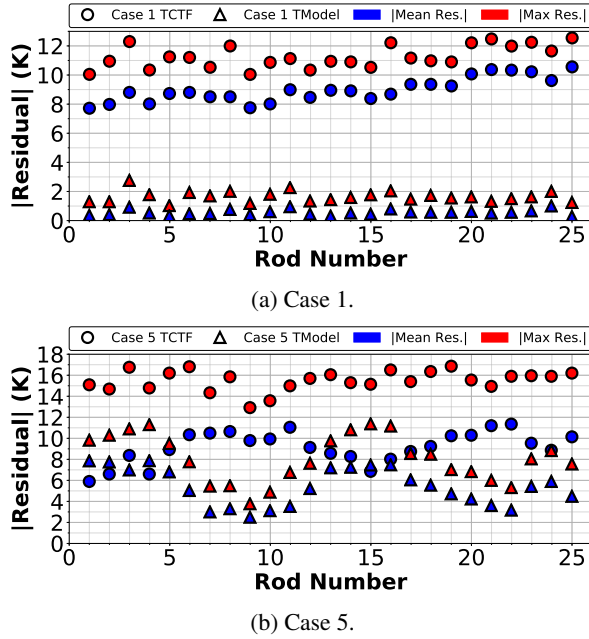 Case 1 TCTF Case 1 TModel |Mean Res.| |Max Res.|
12
10
8
6
4
2
0
|Residual| (K)
0 5 10 15 20 25
Rod Number
(a) Case 1.
Case 5 TCTF Case 5 TModel |Mean Res.| |Max Res.|
18
16
14
12
10
8
6
4
2
0
|Residual| (K)
0 5 10 15 20 25
Rod Number
(b) Case 5.